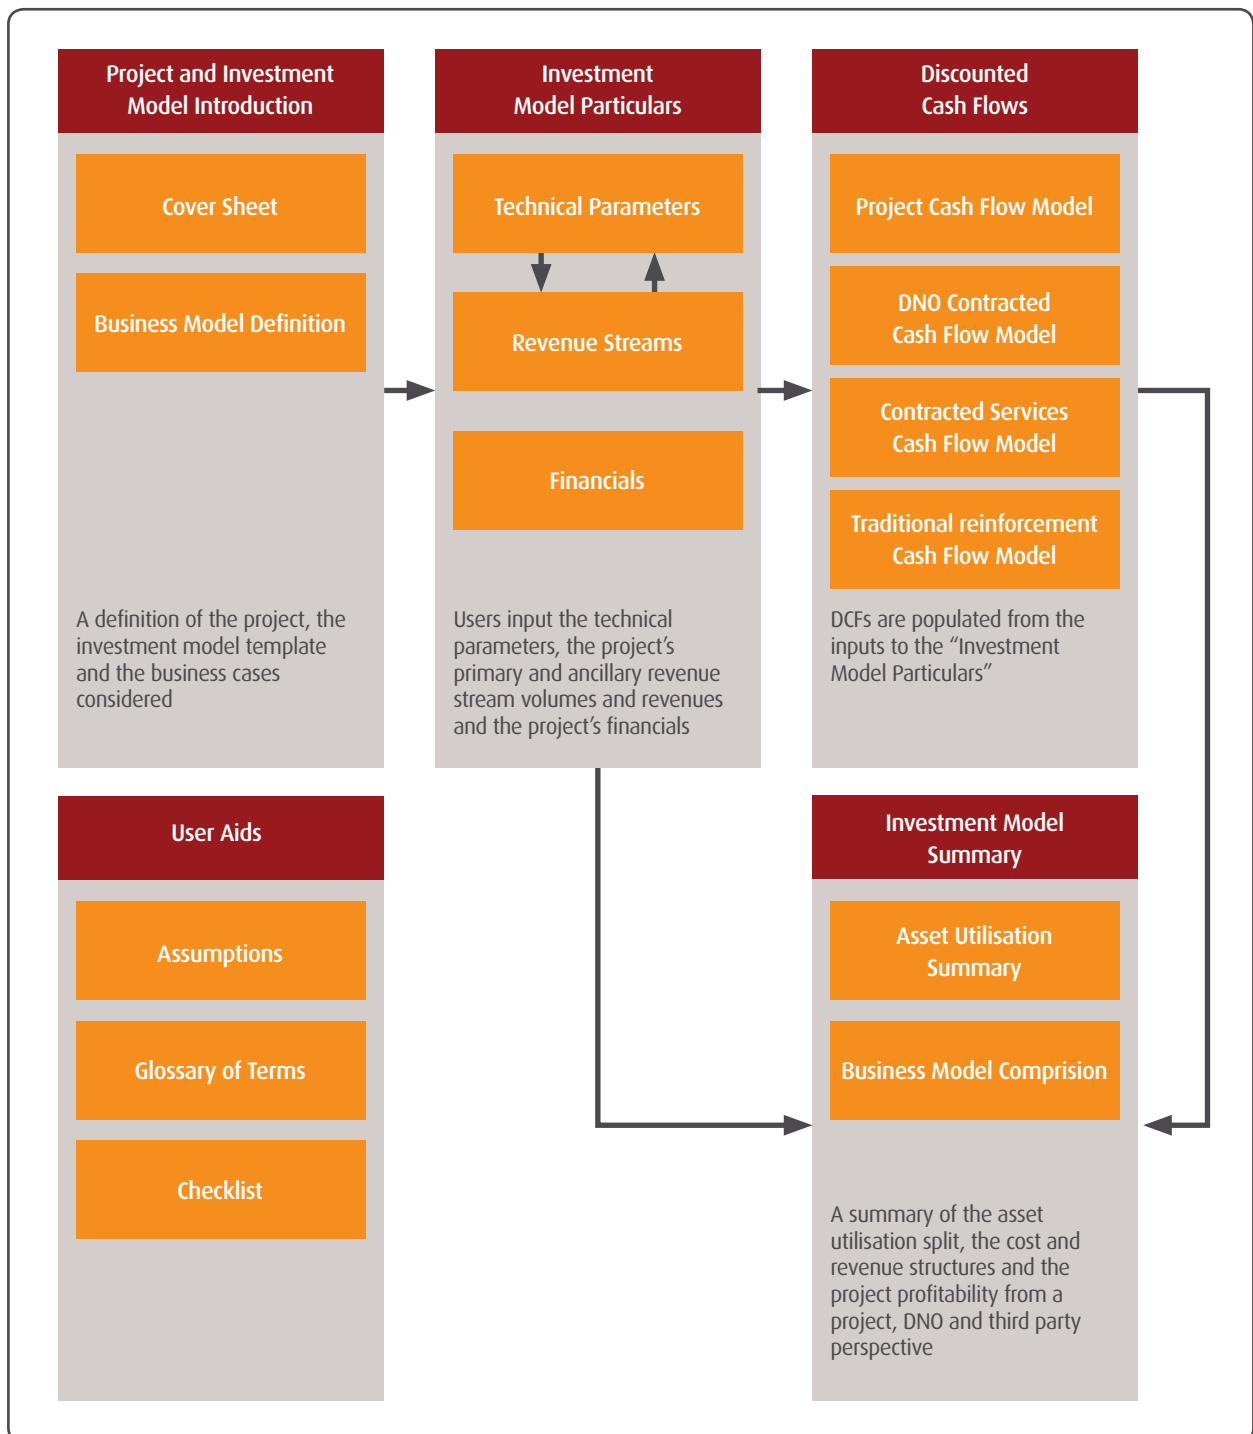 Project and Investment
Model Introduction
Cover Sheet
Business Model Definition
A definition of the project, the
investment model template
and the business cases
considered
Investment
Model Particulars
Technical Parameters
Revenue Streams
Financials
Users input the technical
parameters, the project’s
primary and ancillary revenue
stream volumes and revenues
and the project’s financials
Discounted
Cash Flows
Project Cash Flow Model
DNO Contracted
Cash Flow Model
Contracted Services
Cash Flow Model
Traditional reinforcement
Cash Flow Model
DCFs are populated from the
inputs to the “Investment
Model Particulars”
User Aids
Assumptions
Glossary of Terms
Checklist
Investment Model
Summary
Asset Utilisation
Summary
Business Model Comprision
A summary of the asset
utilisation split, the cost and
revenue structures and the
project profitability from a
project, DNO and third party
perspective